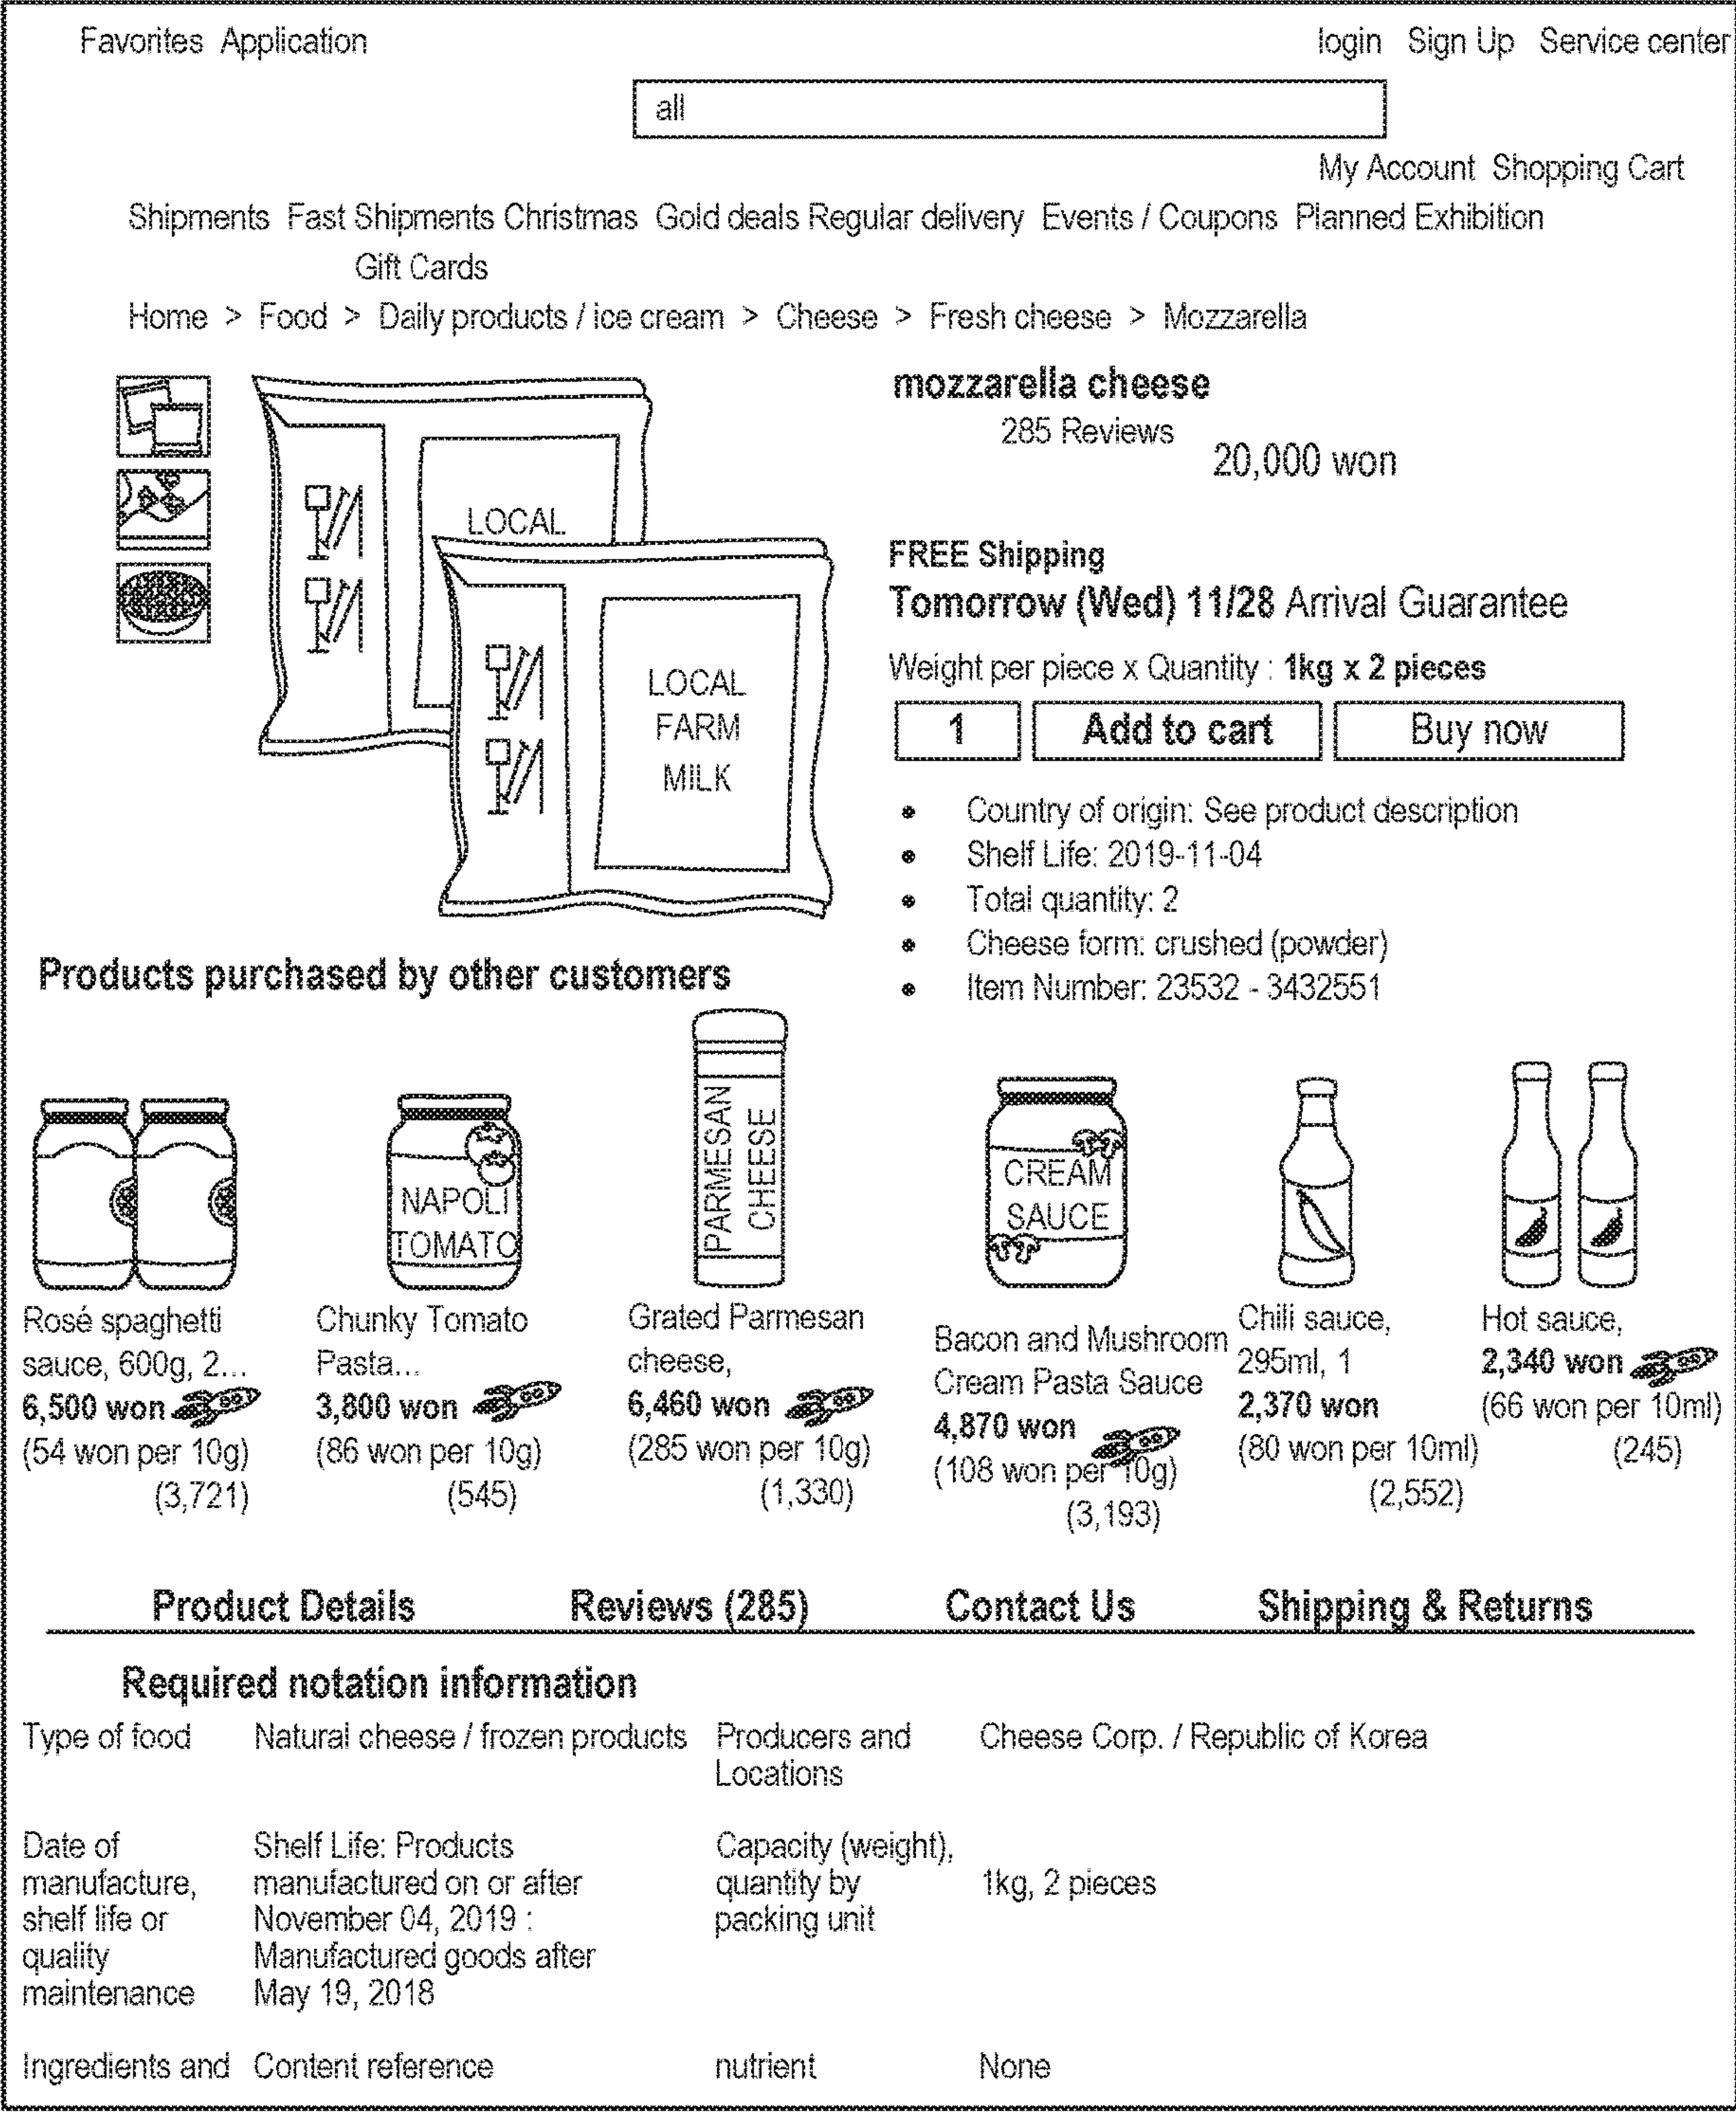 Favorites Application login Sign Up Service center
all
My Account Shopping Cart
Shipments Fast Shipments Christmas Gold deals Regular delivery Events / Coupons Planned Exhibition
Gift Cards
Home > Food > Daily products / ice cream > Cheese > Fresh cheese > Mozzarella
LOCAL
LOCAL
FARM
MILK
mozzarella cheese
285 Reviews
20,000 won
FREE Shipping
Tomorrow (Wed) 11/28 Arrival Guarantee
Weight per piece x Quantity : 1kg x 2 pieces
1 Add to cart Buy now
• Country of origin: See product description
• Shelf Life: 2019-11-04
• Total quantity: 2
• Cheese form: crushed (powder)
• Item Number: 23532 - 3432551
Products purchased by other customers
NAPOLI
TOMATO
PARMESAN
CHEESE
CREAM
SAUCE
Rosé spaghetti
sauce, 600g, 2...
6,500 won
(54 won per 10g)
(3,721)
Chunky Tomato
Pasta...
3,800 won
(86 won per 10g)
(545)
Grated Parmesan
cheese,
6,460 won
(285 won per 10g)
(1,330)
Bacon and Mushroom
Cream Pasta Sauce
4,870 won
(108 won per 10g)
(3,193)
Chili sauce,
295ml, 1
2,370 won
(80 won per 10ml)
(2,552)
Hot sauce,
2,340 won
(66 won per 10ml)
(245)
Product Details Reviews (285) Contact Us Shipping & Returns
Required notation information
Type of food
Natural cheese / frozen products
Producers and
Locations
Cheese Corp. / Republic of Korea
Date of
manufacture,
shelf life or
quality
maintenance
Shelf Life: Products
manufactured on or after
November 04, 2019 :
Manufactured goods after
May 19, 2018
Capacity (weight),
quantity by
packing unit
1kg, 2 pieces
Ingredients and
Content reference
nutrient
None